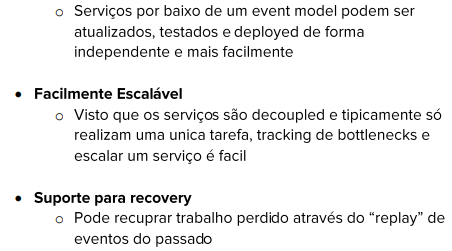 ○ Serviços por baixo de um event model podem ser
atualizados, testados e deployed de forma
independente e mais facilmente
● Facilmente Escalável
○ Visto que os serviços são decoupled e tipicamente só
realizam uma unica tarefa, tracking de bottlenecks e
escalar um serviço é facil
● Suporte para recovery
○ Pode recuprar trabalho perdido através do “replay” de
eventos do passado